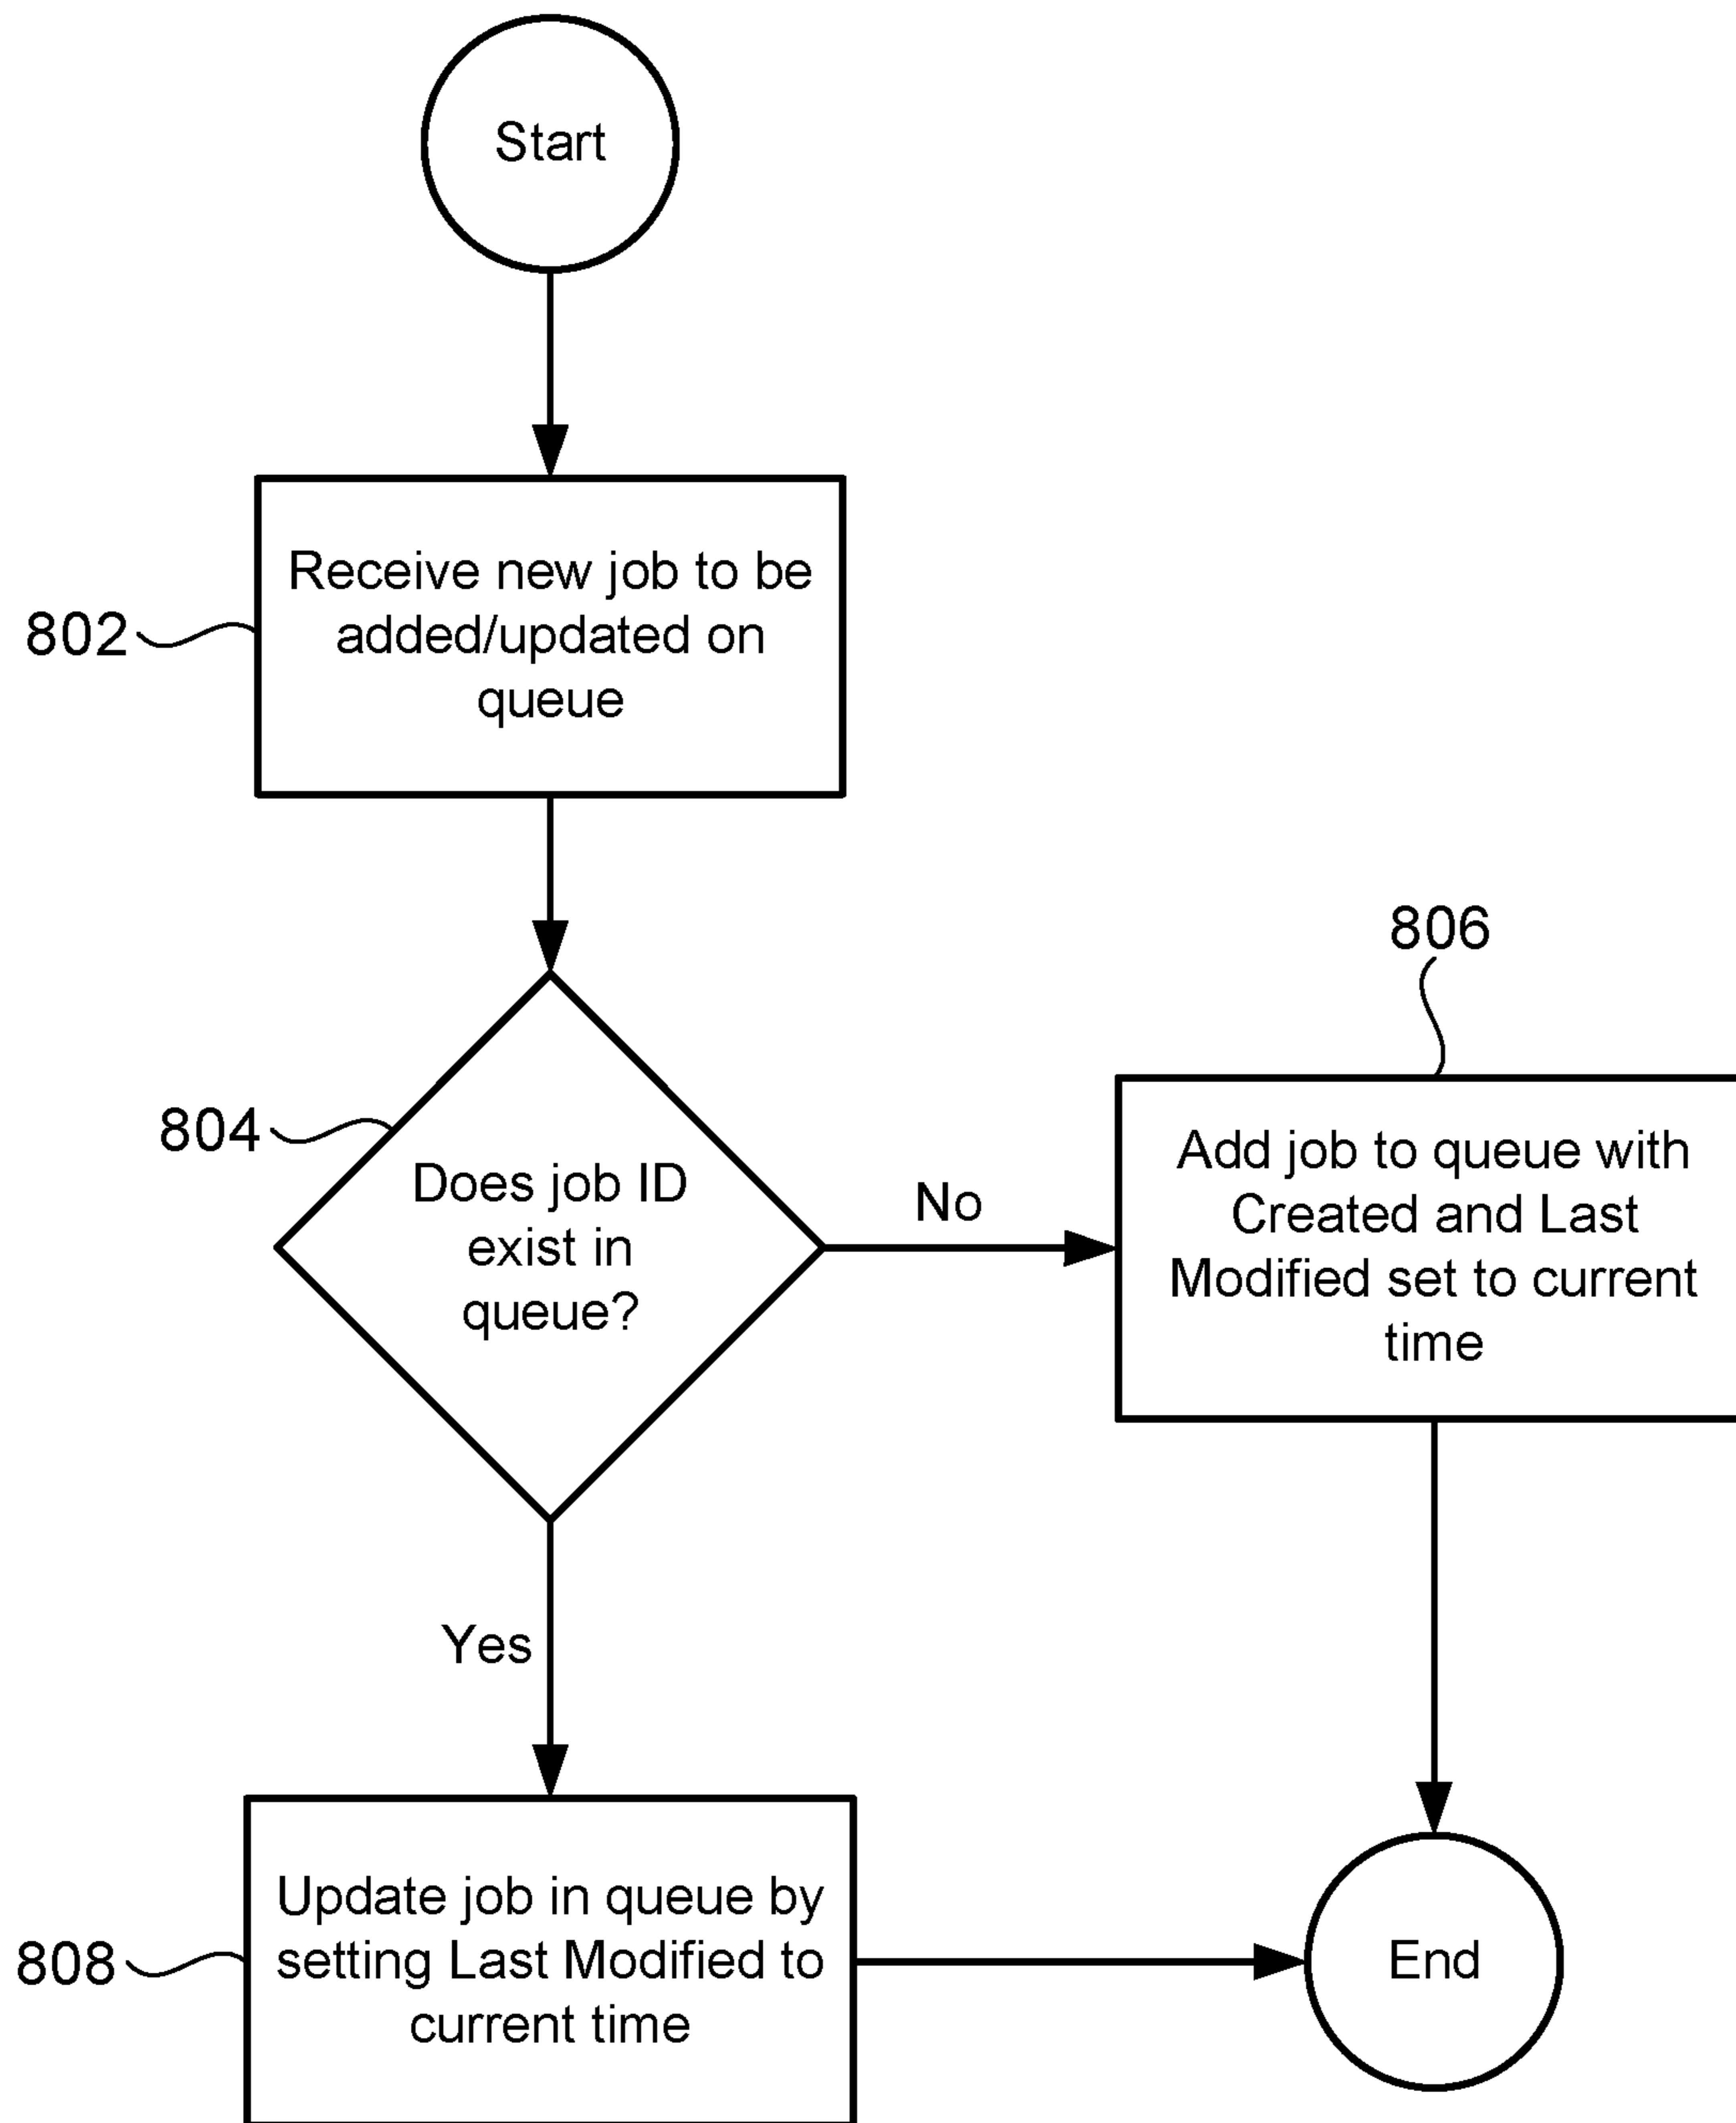 Start
802
Receive new job to be
added/updated on
queue
804
Does job ID
exist in
queue?
No
806
Add job to queue with
Created and Last
Modified set to current
time
Yes
808
Update job in queue by
setting Last Modified to
current time
End